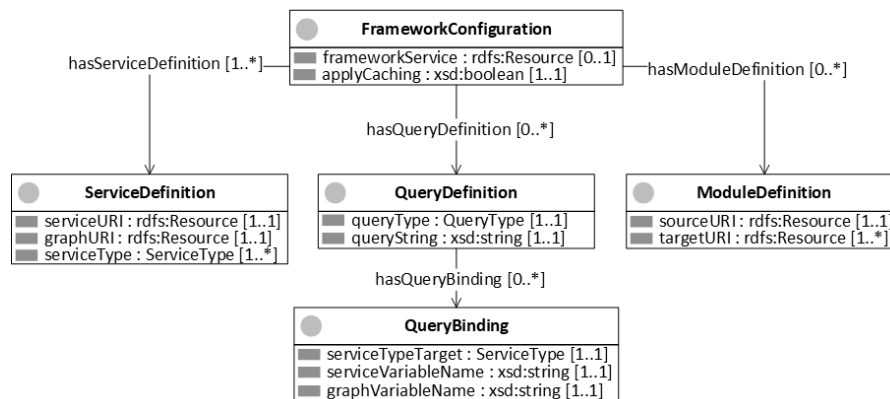 FrameworkConfiguration
frameworkService : rdfs:Resource [0..1]
applyCaching : xsd:boolean [1..1]
hasServiceDefinition [1..*]
hasModuleDefinition [0..*]
hasQueryDefinition [0..*]
ServiceDefinition
serviceURI : rdfs:Resource [1..1]
graphURI : rdfs:Resource [1..1]
serviceType : ServiceType [1..*]
QueryDefinition
queryType : QueryType [1..1]
queryString : xsd:string [1..1]
ModuleDefinition
sourceURI : rdfs:Resource [1..1]
targetURI : rdfs:Resource [1..*]
hasQueryBinding [0..*]
QueryBinding
serviceTypeTarget : ServiceType [1..1]
serviceVariableName : xsd:string [1..1]
graphVariableName : xsd:string [1..1]